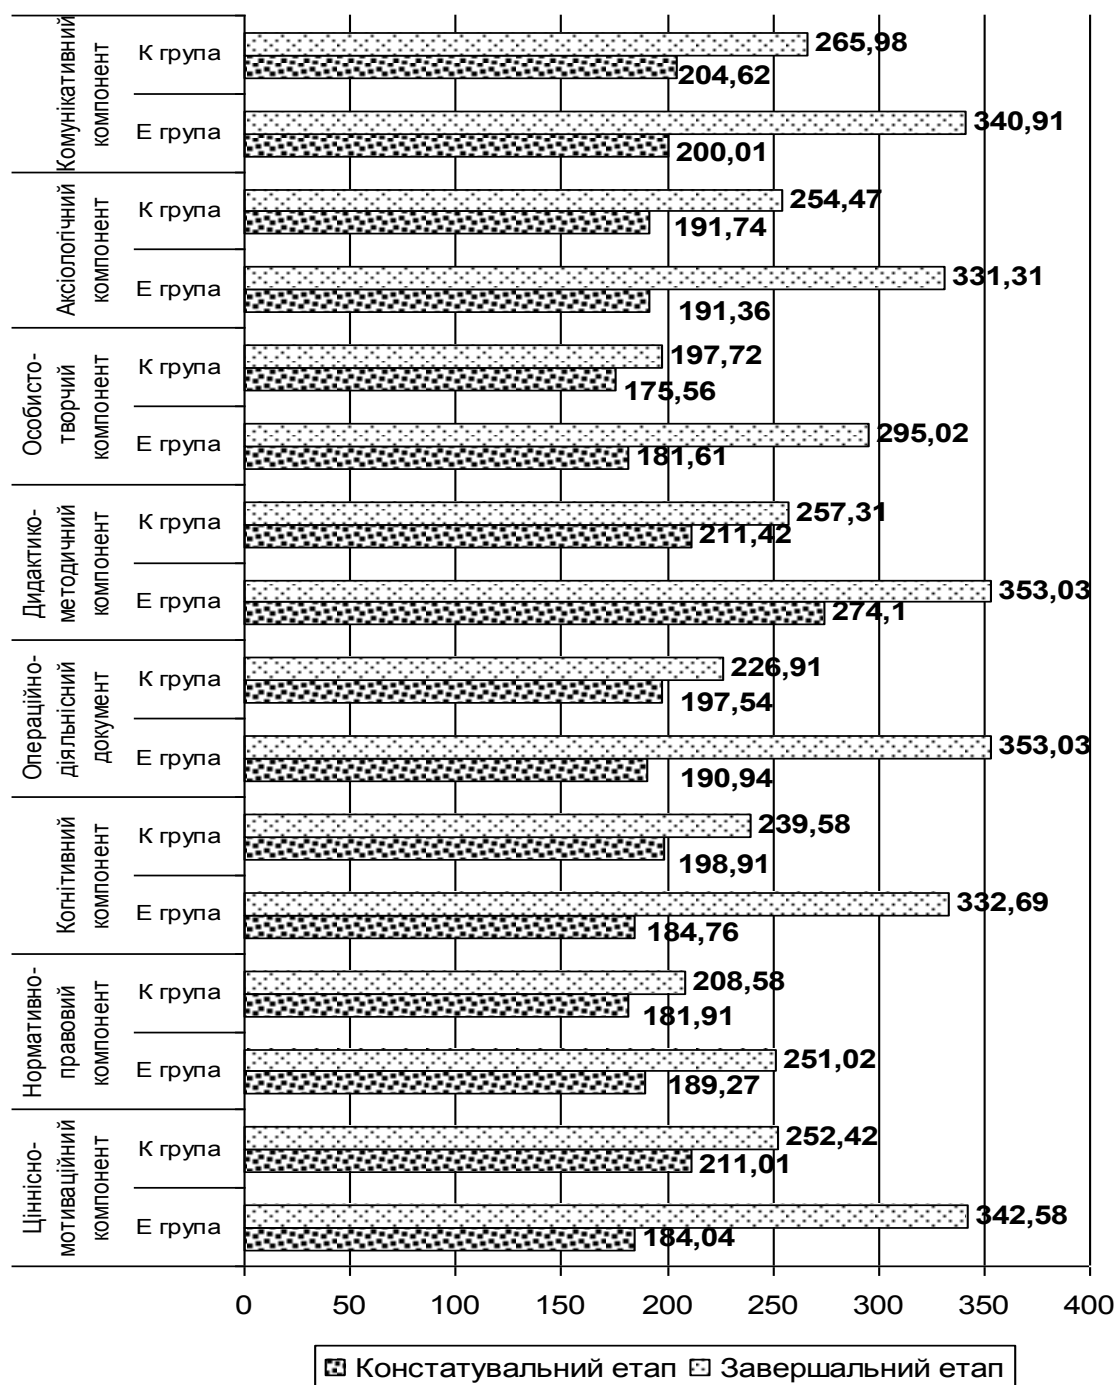 Комунікативний
компонент
К група
265,98
204,62
Е група
340,91
200,01
Аксіологічний
компонент
К група
254,47
191,74
Е група
331,31
191,36
Особисто-
творчий
компонент
К група
197,72
175,56
Е група
295,02
181,61
Дидактико-
методичний
компонент
К група
257,31
211,42
Е група
353,03
274,1
Операційно-
діяльнісний
документ
К група
226,91
197,54
Е група
353,03
190,94
Когнітивний
компонент
К група
239,58
198,91
Е група
332,69
184,76
Нормативно-
правовий
компонент
К група
208,58
181,91
Е група
251,02
189,27
Ціннісно-
мотиваційний
компонент
К група
252,42
211,01
Е група
342,58
184,04
0 50 100 150 200 250 300 350 400
Констатувальний етап Завершальний етап